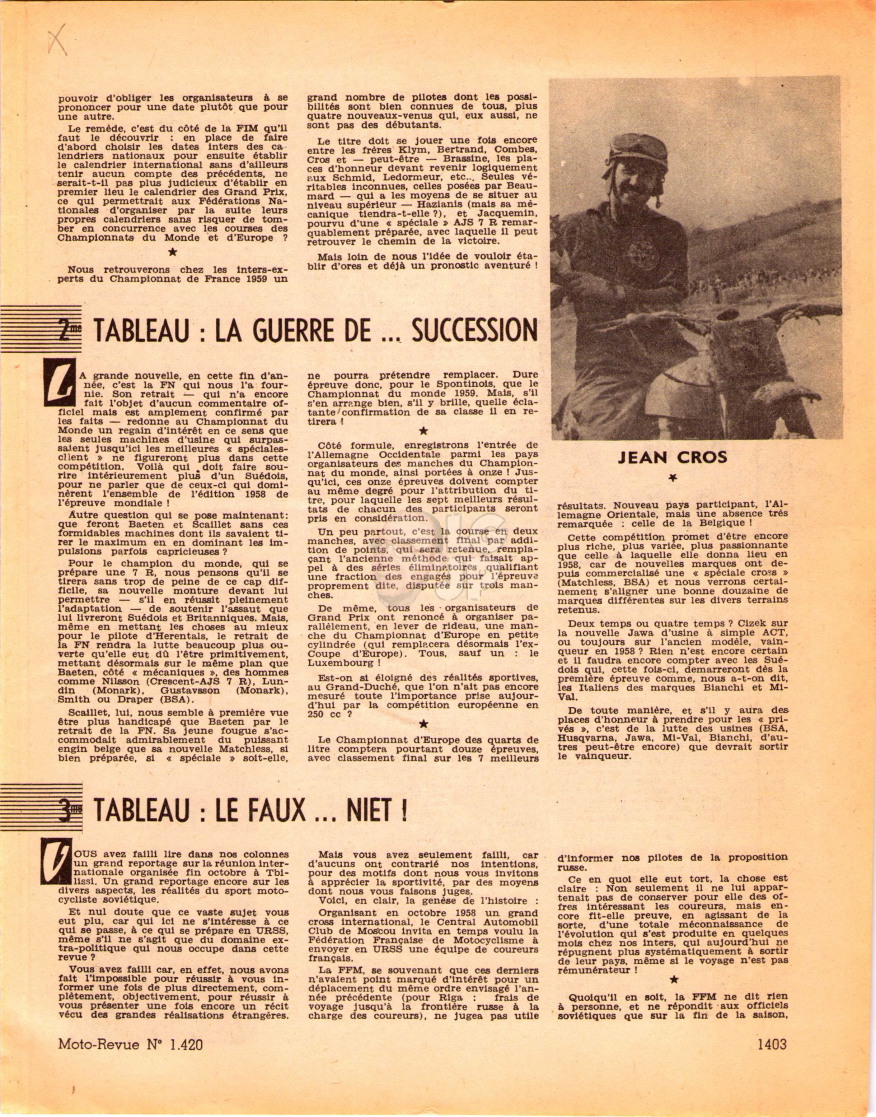 pouvoir d'obliger les organisateurs à se
prononcer pour une date plutôt que pour
une autre.
Le remède, c'est du côté de la FIM qu'il
faut le découvrir : en place de faire
d'abord choisir les dates inters des ca-
lendriers nationaux pour ensuite établir
le calendrier international sans d'ailleurs
tenir aucun compte des précédents, ne
serait-t-il pas plus judicieux d'établir en
premier lieu le calendrier des Grand Prix,
ce qui permettrait aux Fédérations Na-
tionales d'organiser par la suite leurs
propres calendriers sans risquer de tom-
ber en concurrence avec les courses des
Championnats du Monde et d'Europe ?
★
Nous retrouverons chez les inters-ex-
perts du Championnat de France 1959 un
grand nombre de pilotes dont les possi-
bilités sont bien connues de tous, plus
quatre nouveaux-venus qui, eux aussi, ne
sont pas des débutants.
Le titre doit se jouer une fois encore
entre les frères Klym, Bertrand, Combes,
Cros et — peut-être — Brassine, les pla-
ces d'honneur devant revenir logiquement
aux Schmid, Ledormeur, etc... Seules vé-
ritables inconnues, celles posées par Beau-
mard — qui a les moyens de se situer au
niveau supérieur — Hazianis (mais sa mé-
canique tiendra-t-elle ?), et Jacquemin,
pourvu d'une « spéciale » AJS 7 R remar-
quablement préparée, avec laquelle il peut
retrouver le chemin de la victoire.
Mais loin de nous l'idée de vouloir éta-
blir d'ores et déjà un pronostic aventuré !
JEAN CROS
★
2me TABLEAU : LA GUERRE DE ... SUCCESSION
LA grande nouvelle, en cette fin d'an-
née, c'est la FN qui nous l'a four-
nie. Son retrait — qui n'a encore
fait l'objet d'aucun commentaire of-
ficiel mais est amplement confirmé par
les faits — redonne au Championnat du
Monde un regain d'intérêt en ce sens que
les seules machines d'usine qui surpas-
saient jusqu'ici les meilleures « spéciales-
client » ne figureront plus dans cette
compétition. Voilà qui doit faire sou-
rire intérieurement plus d'un Suédois,
pour ne parler que de ceux-ci qui domi-
nèrent l'ensemble de l'édition 1958 de
l'épreuve mondiale !
Autre question qui se pose maintenant:
que feront Baeten et Scaillet sans ces
formidables machines dont ils savaient ti-
rer le maximum en en dominant les im-
pulsions parfois capricieuses ?
Pour le champion du monde, qui se
prépare une 7 R, nous pensons qu'il se
tirera sans trop de peine de ce cap dif-
ficile, sa nouvelle monture devant lui
permettre — s'il en réussit pleinement
l'adaptation — de soutenir l'assaut que
lui livreront Suédois et Britanniques. Mais,
même en mettant les choses au mieux
pour le pilote d'Herentals, le retrait de
la FN rendra la lutte beaucoup plus ou-
verte qu'elle eut dû l'être primitivement,
mettant désormais sur le même plan que
Baeten, côté « mécaniques », des hommes
comme Nilsson (Crescent-AJS 7 R), Lun-
din (Monark), Gustavsson (Monark),
Smith ou Draper (BSA).
Scaillet, lui, nous semble à première vue
être plus handicapé que Baeten par le
retrait de la FN. Sa jeune fougue s'ac-
commodait admirablement du puissant
engin belge que sa nouvelle Matchless, si
bien préparée, si « spéciale » soit-elle,
ne pourra prétendre remplacer. Dure
épreuve donc, pour le Spontinois, que le
Championnat du monde 1959. Mais, s'il
s'en arrange bien, s'il y brille, quelle écla-
tante confirmation de sa classe il en re-
tirera !
★
Côté formule, enregistrons l'entrée de
l'Allemagne Occidentale parmi les pays
organisateurs des manches du Champion-
nat du monde, ainsi portées à onze ! Jus-
qu'ici, ces onze épreuves doivent compter
au même degré pour l'attribution du ti-
tre, pour laquelle les sept meilleurs résul-
tats de chacun des participants seront
pris en considération.
Un peu partout, c'est la course en deux
manches, avec classement final par addi-
tion de points, qui sera retenue, rempla-
çant l'ancienne méthode qui faisait ap-
pel à des séries éliminatoires qualifiant
une fraction des engagés pour l'épreuve
proprement dite, disputée sur trois man-
ches.
De même, tous les organisateurs de
Grand Prix ont renoncé à organiser pa-
rallèlement, en lever de rideau, une man-
che du Championnat d'Europe en petite
cylindrée (qui remplacera désormais l'ex-
Coupe d'Europe). Tous, sauf un : le
Luxembourg !
Est-on si éloigné des réalités sportives,
au Grand-Duché, que l'on n'ait pas encore
mesuré toute l'importance prise aujour-
d'hui par la compétition européenne en
250 cc ?
★
Le Championnat d'Europe des quarts de
litre comptera pourtant douze épreuves,
avec classement final sur les 7 meilleurs
résultats. Nouveau pays participant, l'Al-
lemagne Orientale, mais une absence très
remarquée : celle de la Belgique !
Cette compétition promet d'être encore
plus riche, plus variée, plus passionnante
que celle à laquelle elle donna lieu en
1958, car de nouvelles marques ont de-
puis commercialisé une « spéciale cross »
(Matchless, BSA) et nous verrons certai-
nement s'aligner une bonne douzaine de
marques différentes sur les divers terrains
retenus.
Deux temps ou quatre temps ? Cizek sur
la nouvelle Jawa d'usine à simple ACT,
ou toujours sur l'ancien modèle, vain-
queur en 1958 ? Rien n'est encore certain
et il faudra encore compter avec les Sué-
dois qui, cette fois-ci, demarreront dès la
première épreuve comme, nous a-t-on dit,
les Italiens des marques Bianchi et Mi-
Val.
De toute manière, et s'il y aura des
places d'honneur à prendre pour les « pri-
vés », c'est de la lutte des usines (BSA,
Husqvarna, Jawa, Mi-Val, Bianchi, d'au-
tres peut-être encore) que devrait sortir
le vainqueur.
3me TABLEAU : LE FAUX ... NIET !
VOUS avez failli lire dans nos colonnes
un grand reportage sur la réunion inter-
nationale organisée fin octobre à Tbi-
lissi. Un grand reportage encore sur les
divers aspects, les réalités du sport moto-
cycliste soviétique.
Et nul doute que ce vaste sujet vous
eut plu, car qui ne s'intéresse à ce
qui se passe, à ce qui se prépare en URSS,
même s'il ne s'agit que du domaine ex-
tra-politique qui nous occupe dans cette
revue ?
Vous avez failli car, en effet, nous avons
fait l'impossible pour réussir à vous in-
former une fois de plus directement, com-
plètement, objectivement, pour réussir à
vous présenter une fois encore un récit
vécu des grandes réalisations étrangères.
Mais vous avez seulement failli, car
d'aucuns ont contrarié nos intentions,
pour des motifs dont nous vous invitons
à apprécier la sportivité, par des moyens
dont nous vous faisons juges.
Voici, en clair, la genèse de l'histoire :
Organisant en octobre 1958 un grand
cross international, le Central Automobil
Club de Moscou invita en temps voulu la
Fédération Française de Motocyclisme à
envoyer en URSS une équipe de coureurs
français.
La FFM, se souvenant que ces derniers
n'avaient point marqué d'intérêt pour un
déplacement du même ordre envisagé l'an-
née précédente (pour Riga : frais de
voyage jusqu'à la frontière russe à la
charge des coureurs), ne jugea pas utile
d'informer nos pilotes de la proposition
russe.
Ce en quoi elle eut tort, la chose est
claire : Non seulement il ne lui appar-
tenait pas de conserver pour elle des of-
fres intéressant les coureurs, mais en-
core fit-elle preuve, en agissant de la
sorte, d'une totale méconnaissance de
l'évolution qui s'est produite en quelques
mois chez nos inters, qui aujourd'hui ne
répugnent plus systématiquement à sortir
de leur pays, même si le voyage n'est pas
rémunérateur !
★
Quoiqu'il en soit, la FFM ne dit rien
à personne, et ne répondit aux officiels
soviétiques que sur la fin de la saison,
Moto-Revue N° 1.420
1403